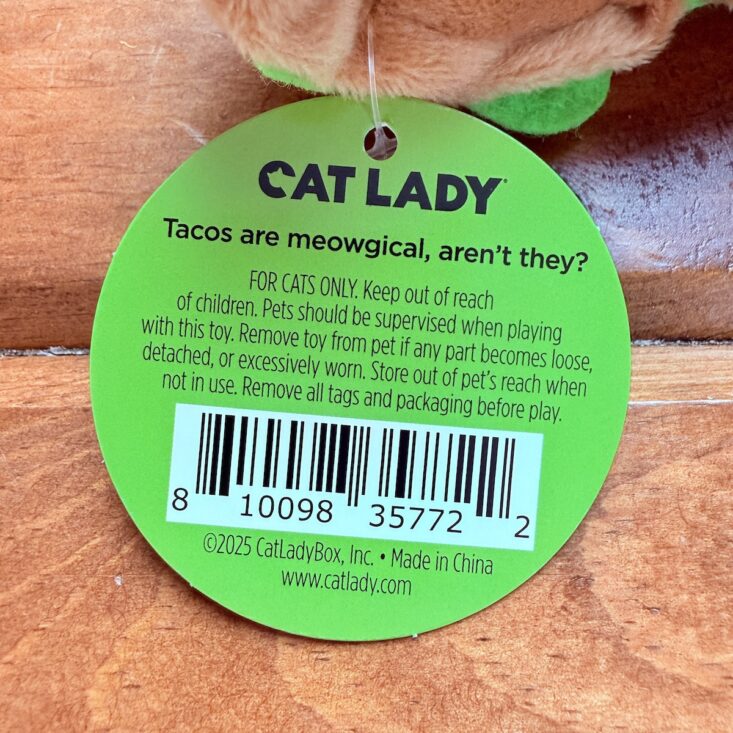 CAT LADY
Tacos are meowgical, aren't they?
FOR CATS ONLY. Keep out of reach
of children. Pets should be supervised when playing
with this toy. Remove toy from pet if any part becomes loose,
detached, or excessively worn. Store out of pet's reach when
not in use. Remove all tags and packaging before play.
8 10098 35772 2
©2025 CatLadyBox, Inc. • Made in China
www.catlady.com